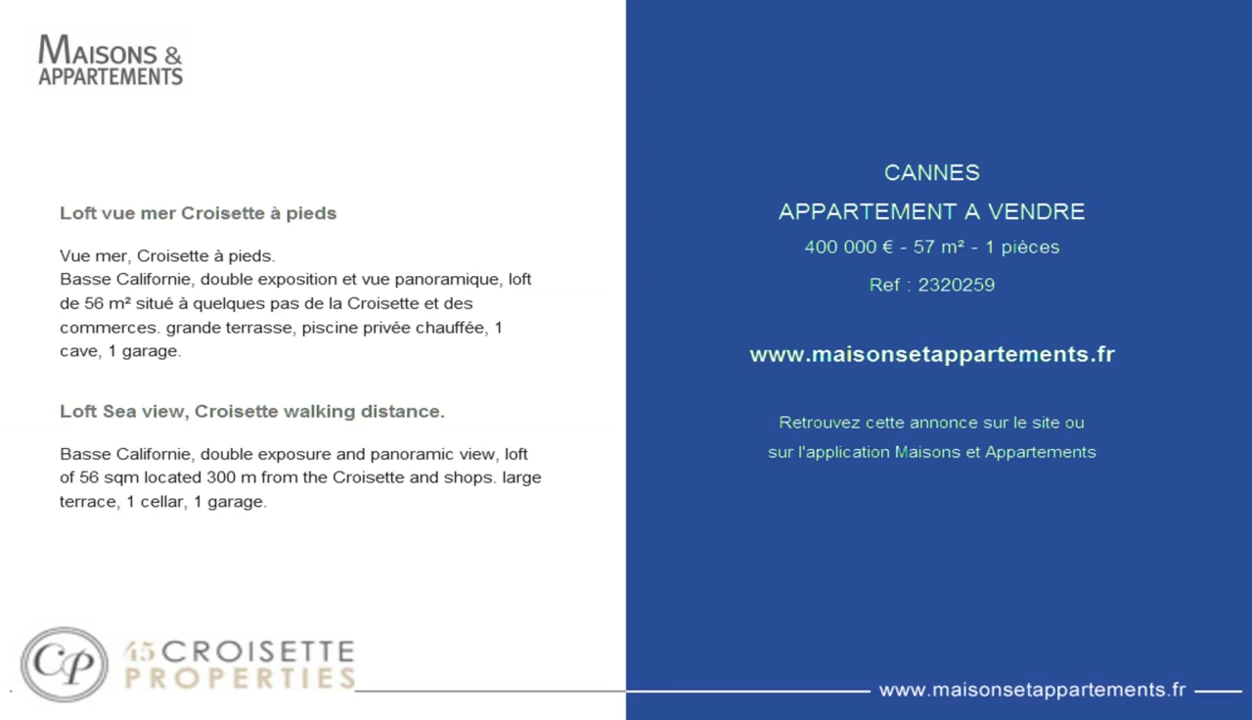 MAISONS &
APPARTEMENTS
Loft vue mer Croisette à pieds
Vue mer, Croisette à pieds.
Basse Californie, double exposition et vue panoramique, loft
de 56 m² situé à quelques pas de la Croisette et des
commerces. grande terrasse, piscine privée chauffée, 1
cave, 1 garage.
Loft Sea view, Croisette walking distance.
Basse Californie, double exposure and panoramic view, loft
of 56 sqm located 300 m from the Croisette and shops. large
terrace, 1 cellar, 1 garage.
CP
45 CROISETTE
PROPERTIES
CANNES
APPARTEMENT A VENDRE
400 000 € - 57 m² - 1 pièces
Ref : 2320259
www.maisonsetappartements.fr
Retrouvez cette annonce sur le site ou
sur l'application Maisons et Appartements
www.maisonsetappartements.fr